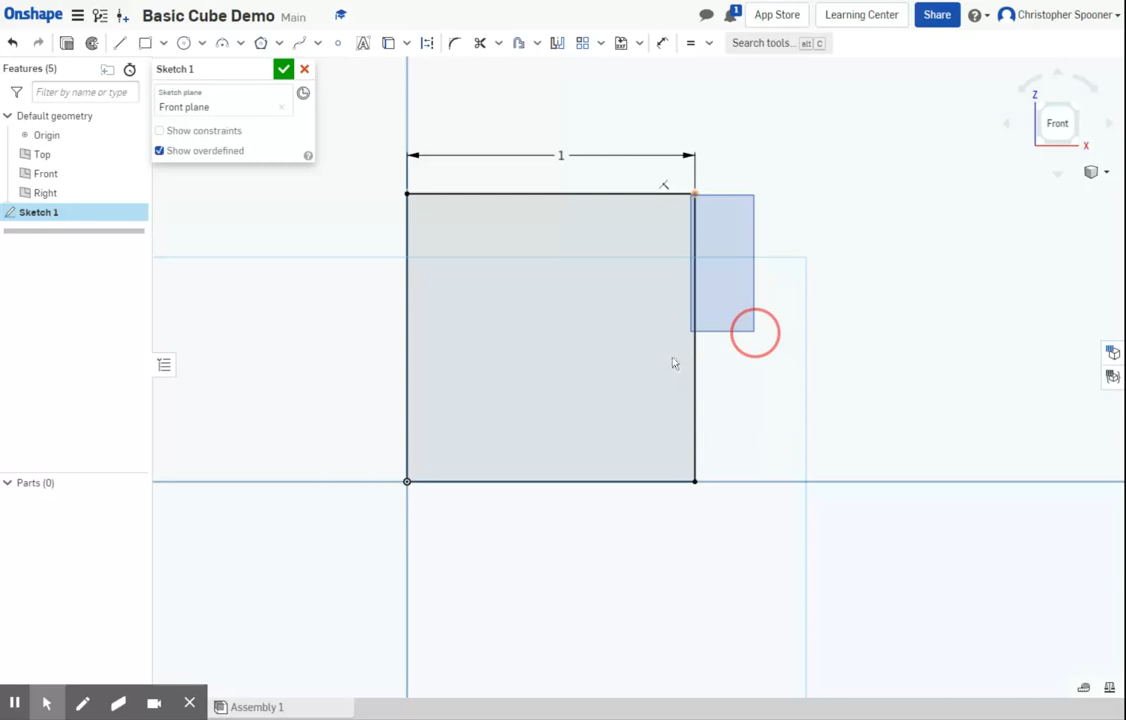 Onshape Basic Cube Demo Main 1 App Store Learning Center Share Christopher Spooner
Search tools... alt C
Features (5)
Filter by name or type
Default geometry
Origin
Top
Front
Right
Sketch 1
Parts (0)
Sketch 1
Sketch plane
Front plane
Show constraints
Show overdefined
1
Z
Front
X
Assembly 1